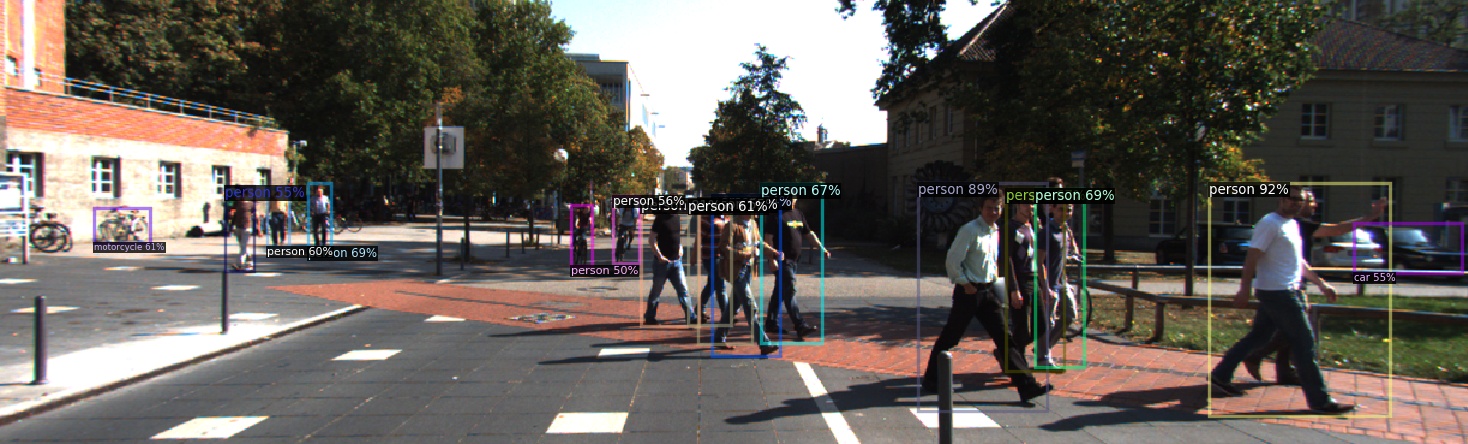 person 55%
motorcycle 61%
person 60%
on 69%
person 56%
person 50%
person 61%
person 67%
person 89%
person 69%
person 92%
car 55%